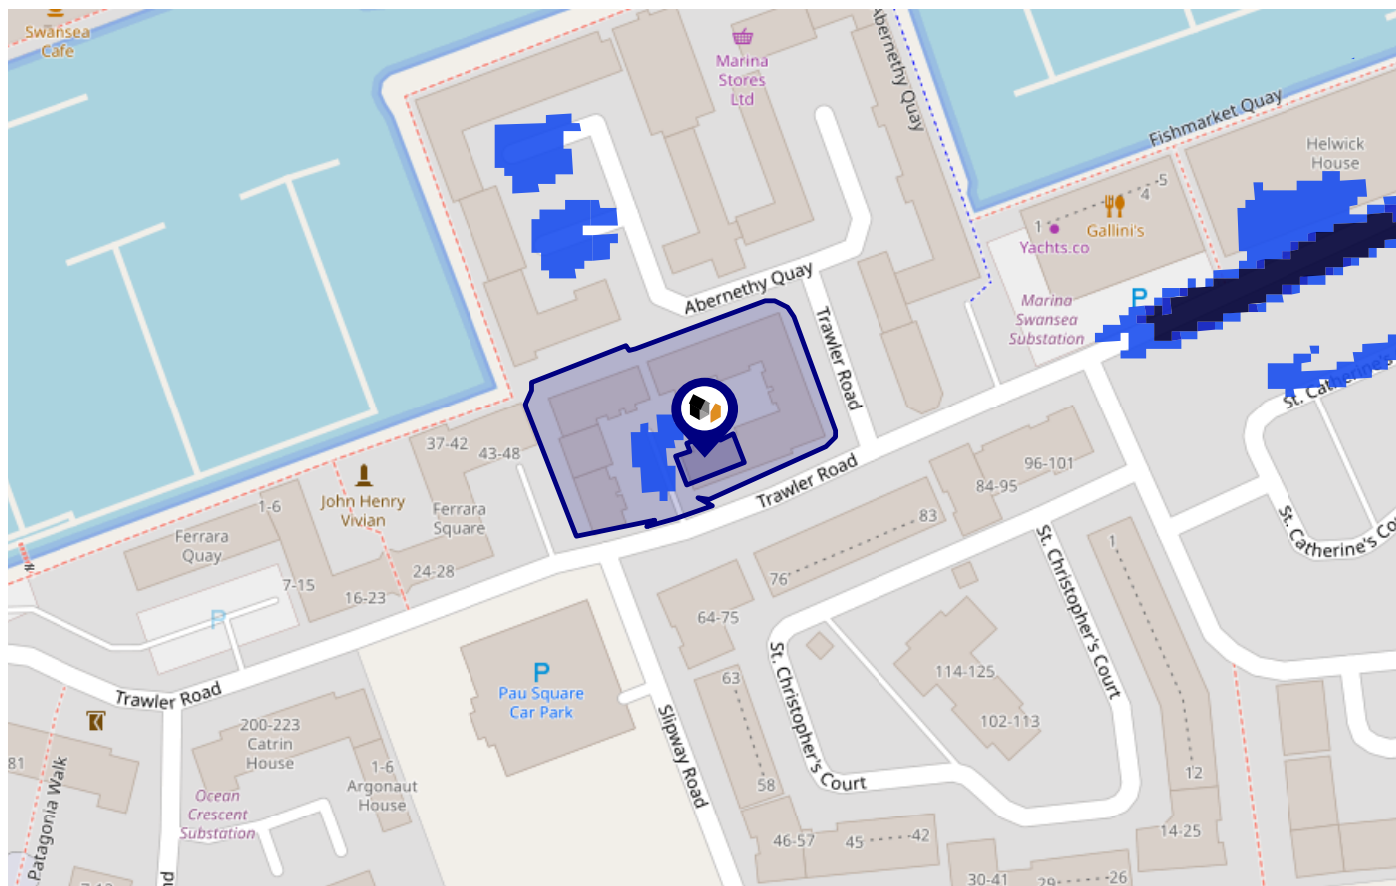 Swansea
Cafe
Marina
Stores
Ltd
Abernethy Quay
Fishmarket Quay
Helwick
House
1
4
5
Gallini's
Yachts.co
P
Marina
Swansea
Substation
Abernethy Quay
Trawler Road
St. Catherine's
37-42
43-48
John Henry
Vivian
Ferrara
Square
1-6
Ferrara
Quay
7-15
24-28
16-23
P
Trawler Road
96-101
84-95
83
76
St. Catherine's Co
St. Christopher's Court
1
64-75
P
Pau Square
Car Park
63
St. Christopher's Court
114-125
102-113
Trawler Road
Slipway Road
200-223
Catrin
House
81
1-6
Argonaut
House
Patagonia Walk
Ocean
Crescent
Substation
58
12
46-57
45
42
14-25
30-41
29
26